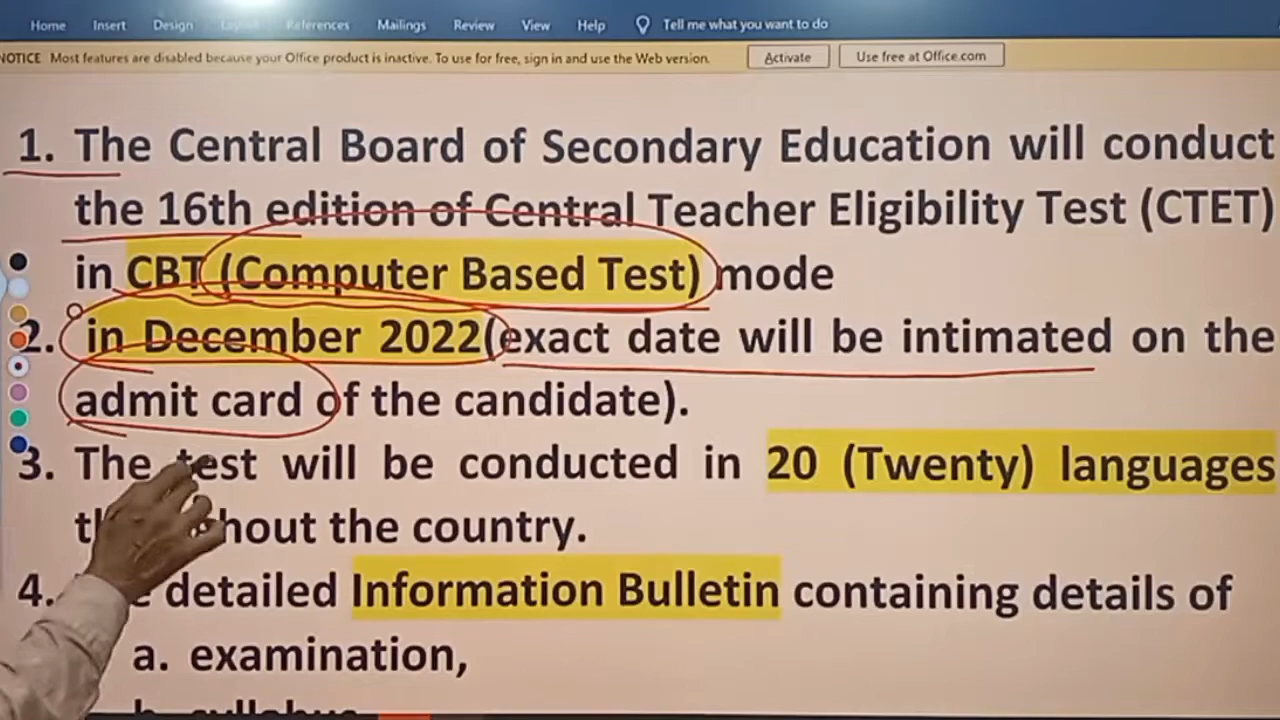 Home Insert Design References Mailings Review View Help Tell me what you want to do
NOTICE Most features are disabled because your Office product is inactive. To use for free, sign in and use the Web version. Activate Use free at Office.com
1. The Central Board of Secondary Education will conduct
the 16th edition of Central Teacher Eligibility Test (CTET)
in CBT (Computer Based Test) mode
2. in December 2022(exact date will be intimated on the
admit card of the candidate).
3. The test will be conducted in 20 (Twenty) languages
the country.
4. detailed Information Bulletin containing details of
a. examination,
b. syllabus